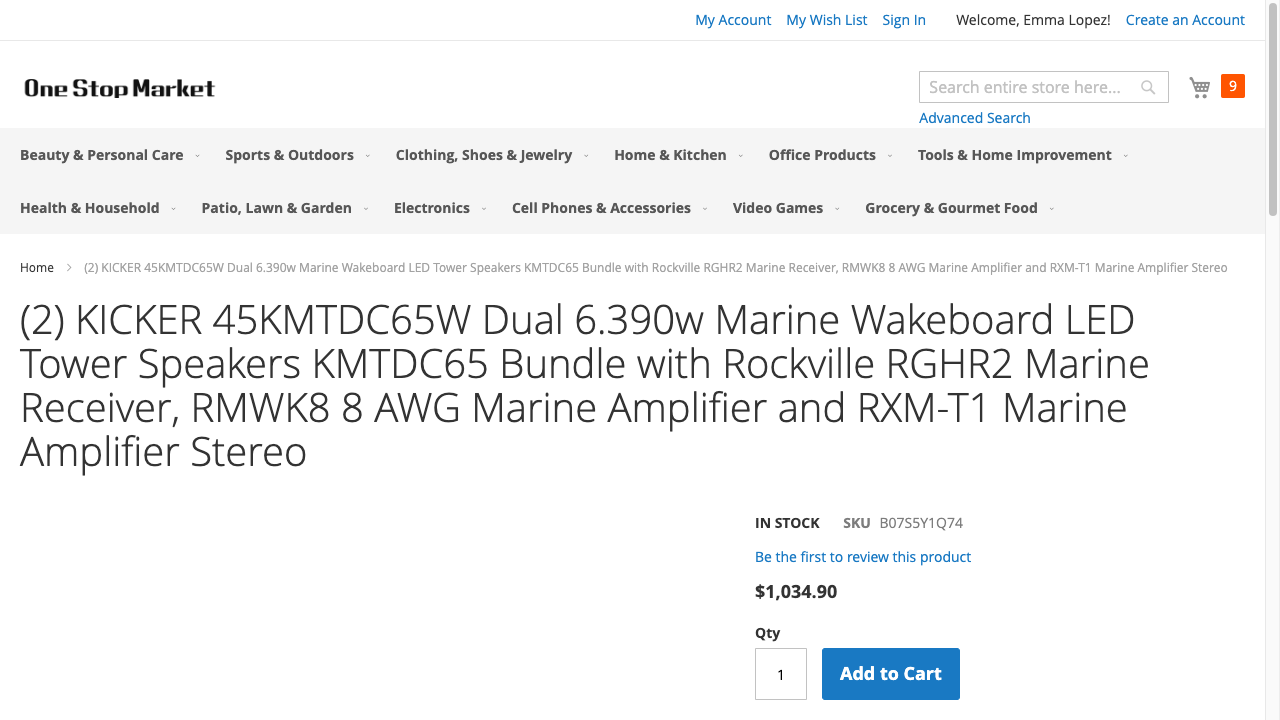 My Account My Wish List Sign In Welcome, Emma Lopez! Create an Account
One Stop Market
Search entire store here...
9
Advanced Search
Beauty & Personal Care Sports & Outdoors Clothing, Shoes & Jewelry Home & Kitchen Office Products Tools & Home Improvement
Health & Household Patio, Lawn & Garden Electronics Cell Phones & Accessories Video Games Grocery & Gourmet Food
Home (2) KICKER 45KMTDC65W Dual 6.390w Marine Wakeboard LED Tower Speakers KMTDC65 Bundle with Rockville RGHR2 Marine Receiver, RMWK8 8 AWG Marine Amplifier and RXM-T1 Marine Amplifier Stereo
(2) KICKER 45KMTDC65W Dual 6.390w Marine Wakeboard LED
Tower Speakers KMTDC65 Bundle with Rockville RGHR2 Marine
Receiver, RMWK8 8 AWG Marine Amplifier and RXM-T1 Marine
Amplifier Stereo
IN STOCK SKU B07S5Y1Q74
Be the first to review this product
$1,034.90
Qty
1
Add to Cart